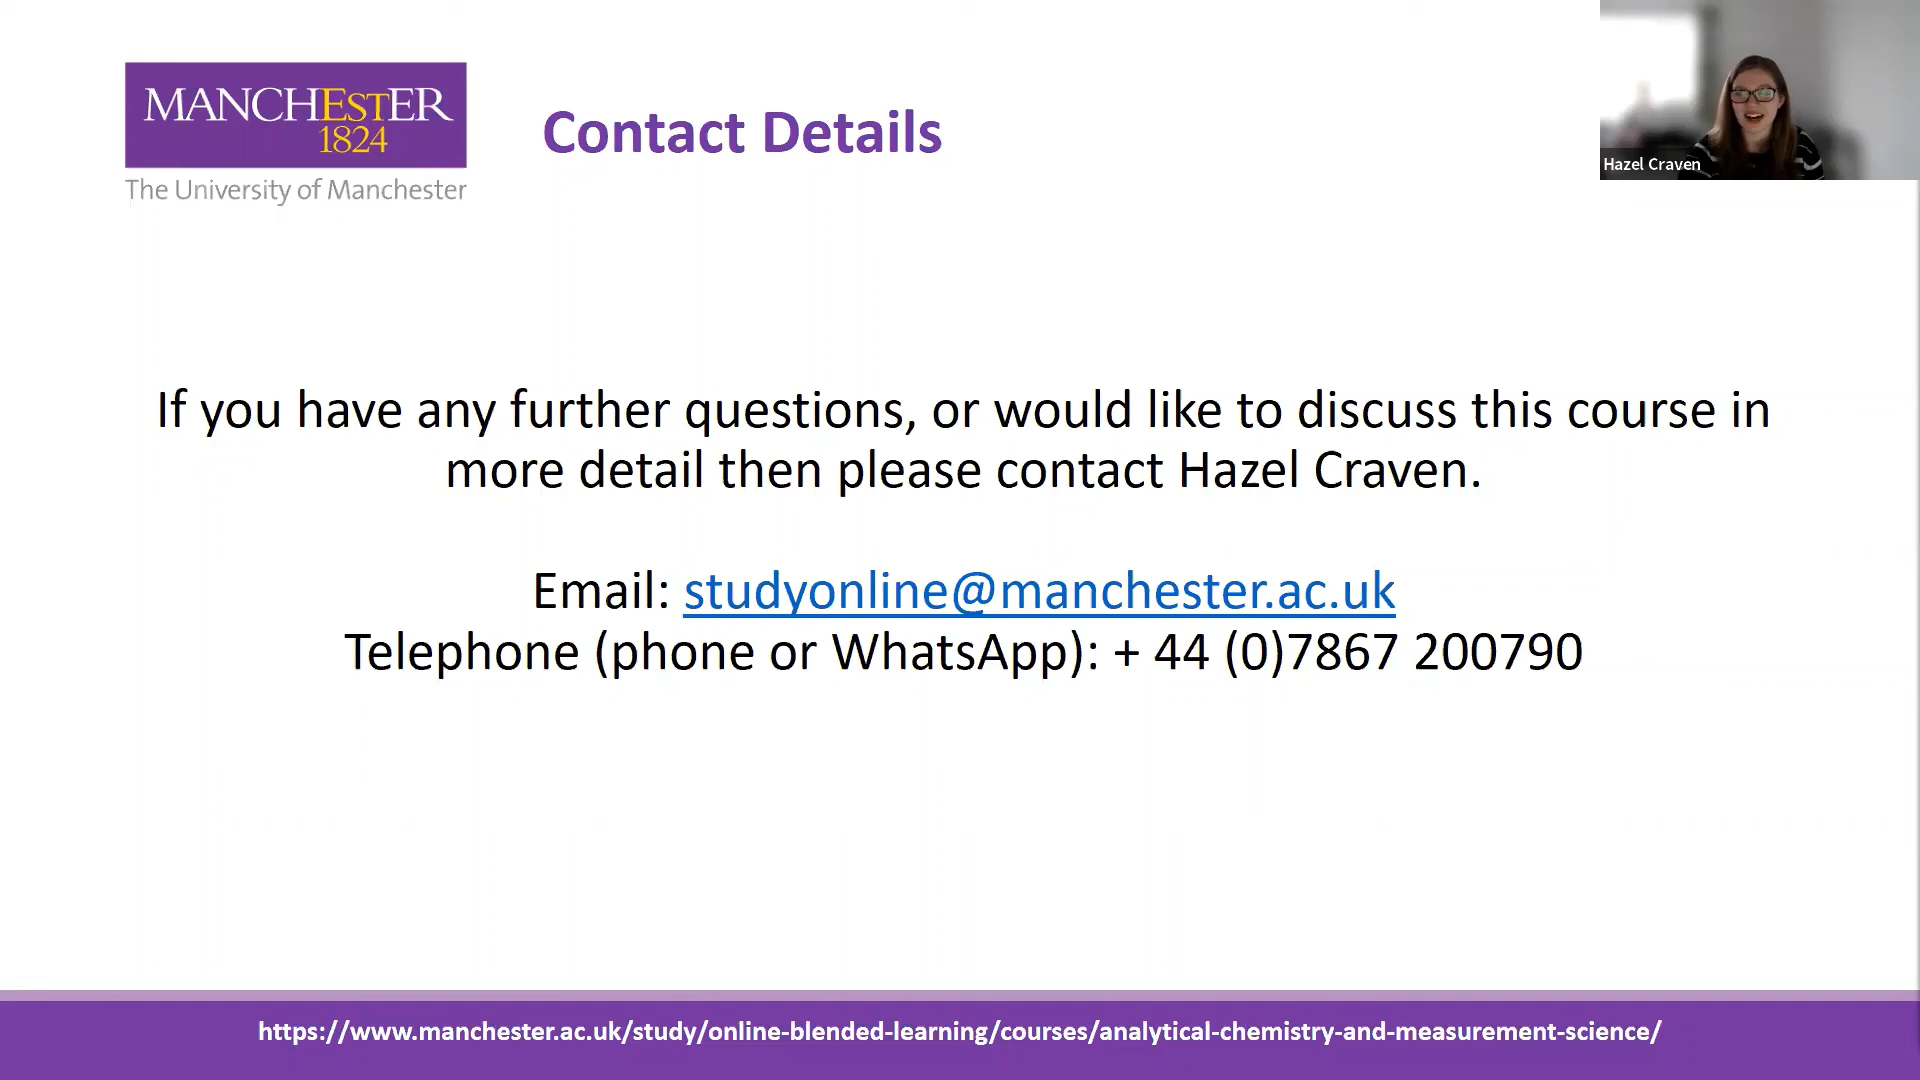 MANCHEstER
1824
The University of Manchester
Contact Details
Hazel Craven
If you have any further questions, or would like to discuss this course in
more detail then please contact Hazel Craven.
Email: studyonline@manchester.ac.uk
Telephone (phone or WhatsApp): + 44 (0)7867 200790
https://www.manchester.ac.uk/study/online-blended-learning/courses/analytical-chemistry-and-measurement-science/